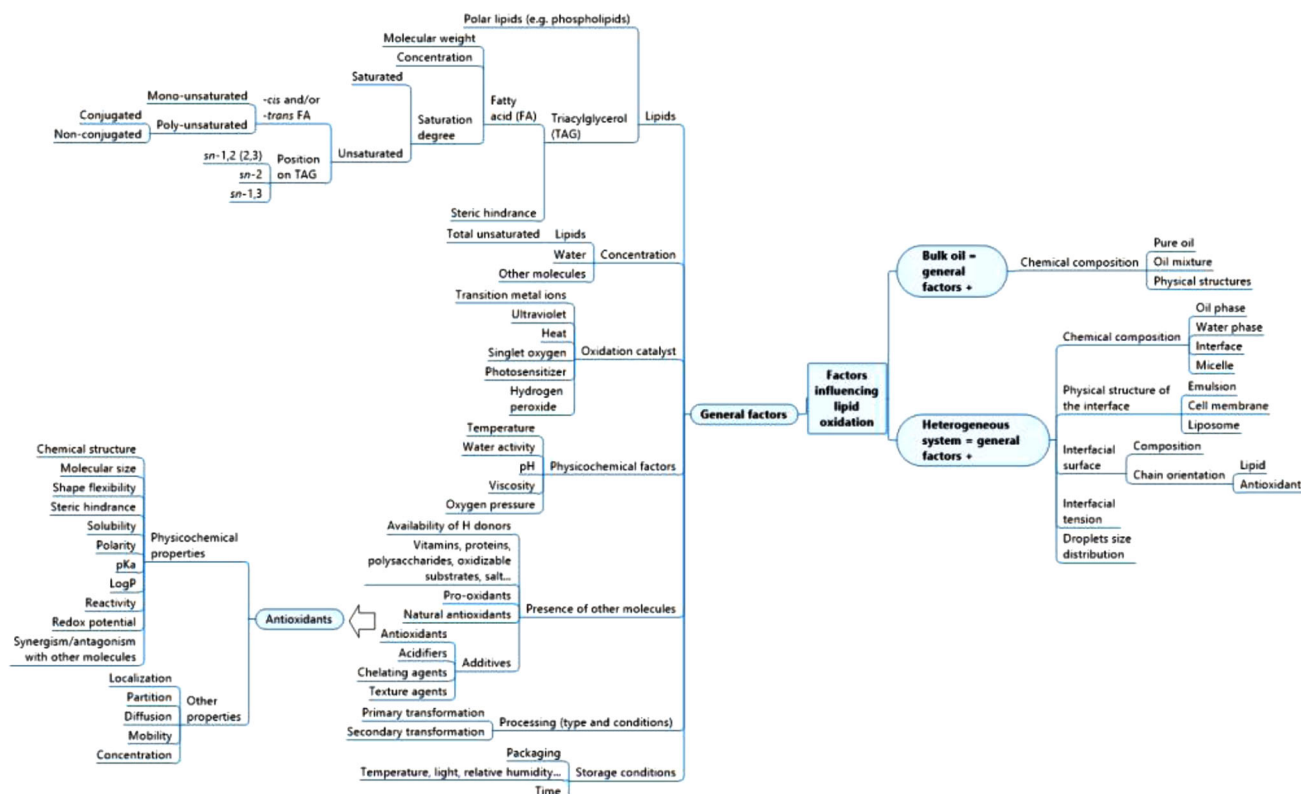 Polar lipids (e.g. phospholipids)
Molecular weight
Concentration
Saturated
Mono-unsaturated
-cis and/or
-trans FA
Conjugated
Poly-unsaturated
Non-conjugated
Fatty
acid (FA)
Saturation
degree
Triacylglycerol
(TAG)
Lipids
Unsaturated
sn-1,2 (2,3)
sn-2
sn-1,3
Position
on TAG
Steric hindrance
Total unsaturated
Lipids
Water
Other molecules
Concentration
Transition metal ions
Ultraviolet
Heat
Singlet oxygen
Photosensitizer
Hydrogen
peroxide
Oxidation catalyst
Temperature
Water activity
pH
Viscosity
Oxygen pressure
Physicochemical factors
Availability of H donors
Vitamins, proteins,
polysaccharides, oxidizable
substrates, salt...
Pro-oxidants
Natural antioxidants
Presence of other molecules
Antioxidants
Acidifiers
Chelating agents
Texture agents
Additives
Primary transformation
Secondary transformation
Processing (type and conditions)
Packaging
Temperature, light, relative humidity...
Time
Storage conditions
Chemical structure
Molecular size
Shape flexibility
Steric hindrance
Solubility
Polarity
pKa
LogP
Reactivity
Redox potential
Synergism/antagonism
with other molecules
Physicochemical
properties
Antioxidants
Localization
Partition
Diffusion
Mobility
Concentration
Other
properties
General factors
Factors
influencing
lipid
oxidation
Bulk oil =
general
factors +
Chemical composition
Pure oil
Oil mixture
Physical structures
Heterogeneous
system = general
factors +
Chemical composition
Oil phase
Water phase
Interface
Micelle
Physical structure of
the interface
Emulsion
Cell membrane
Liposome
Interfacial
surface
Composition
Chain orientation
Lipid
Antioxidant
Interfacial
tension
Droplets size
distribution